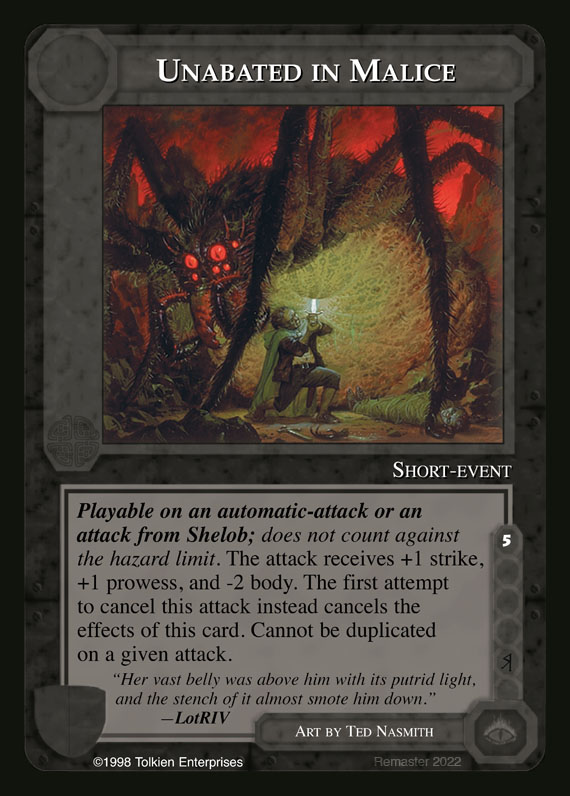 UNABATED IN MALICE
SHORT-EVENT
Playable on an automatic-attack or an
attack from Shelob; does not count against
the hazard limit. The attack receives +1 strike,
+1 prowess, and -2 body. The first attempt
to cancel this attack instead cancels the
effects of this card. Cannot be duplicated
on a given attack.
5
“Her vast belly was above him with its putrid light,
and the stench of it almost smote him down.”
—LotRIV
ART BY TED NASMITH
©1998 Tolkien Enterprises
Remaster 2022